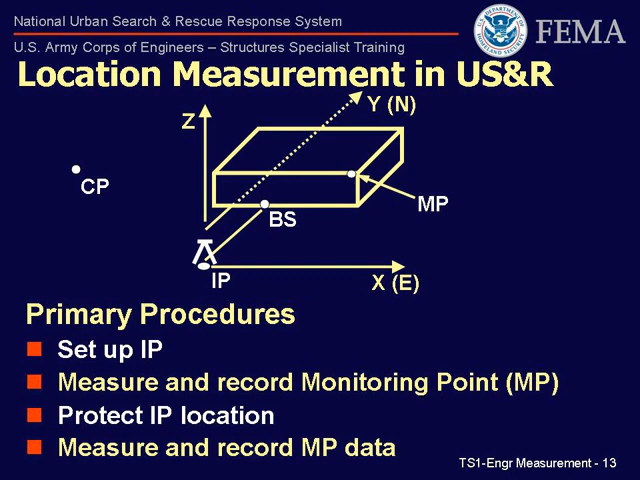 National Urban Search & Rescue Response System
U.S. Army Corps of Engineers – Structures Specialist Training
FEMA
Location Measurement in US&R
Y (N)
Z
CP
MP
BS
IP
X (E)
Primary Procedures
Set up IP
Measure and record Monitoring Point (MP)
Protect IP location
Measure and record MP data
TS1-Engr Measurement - 13